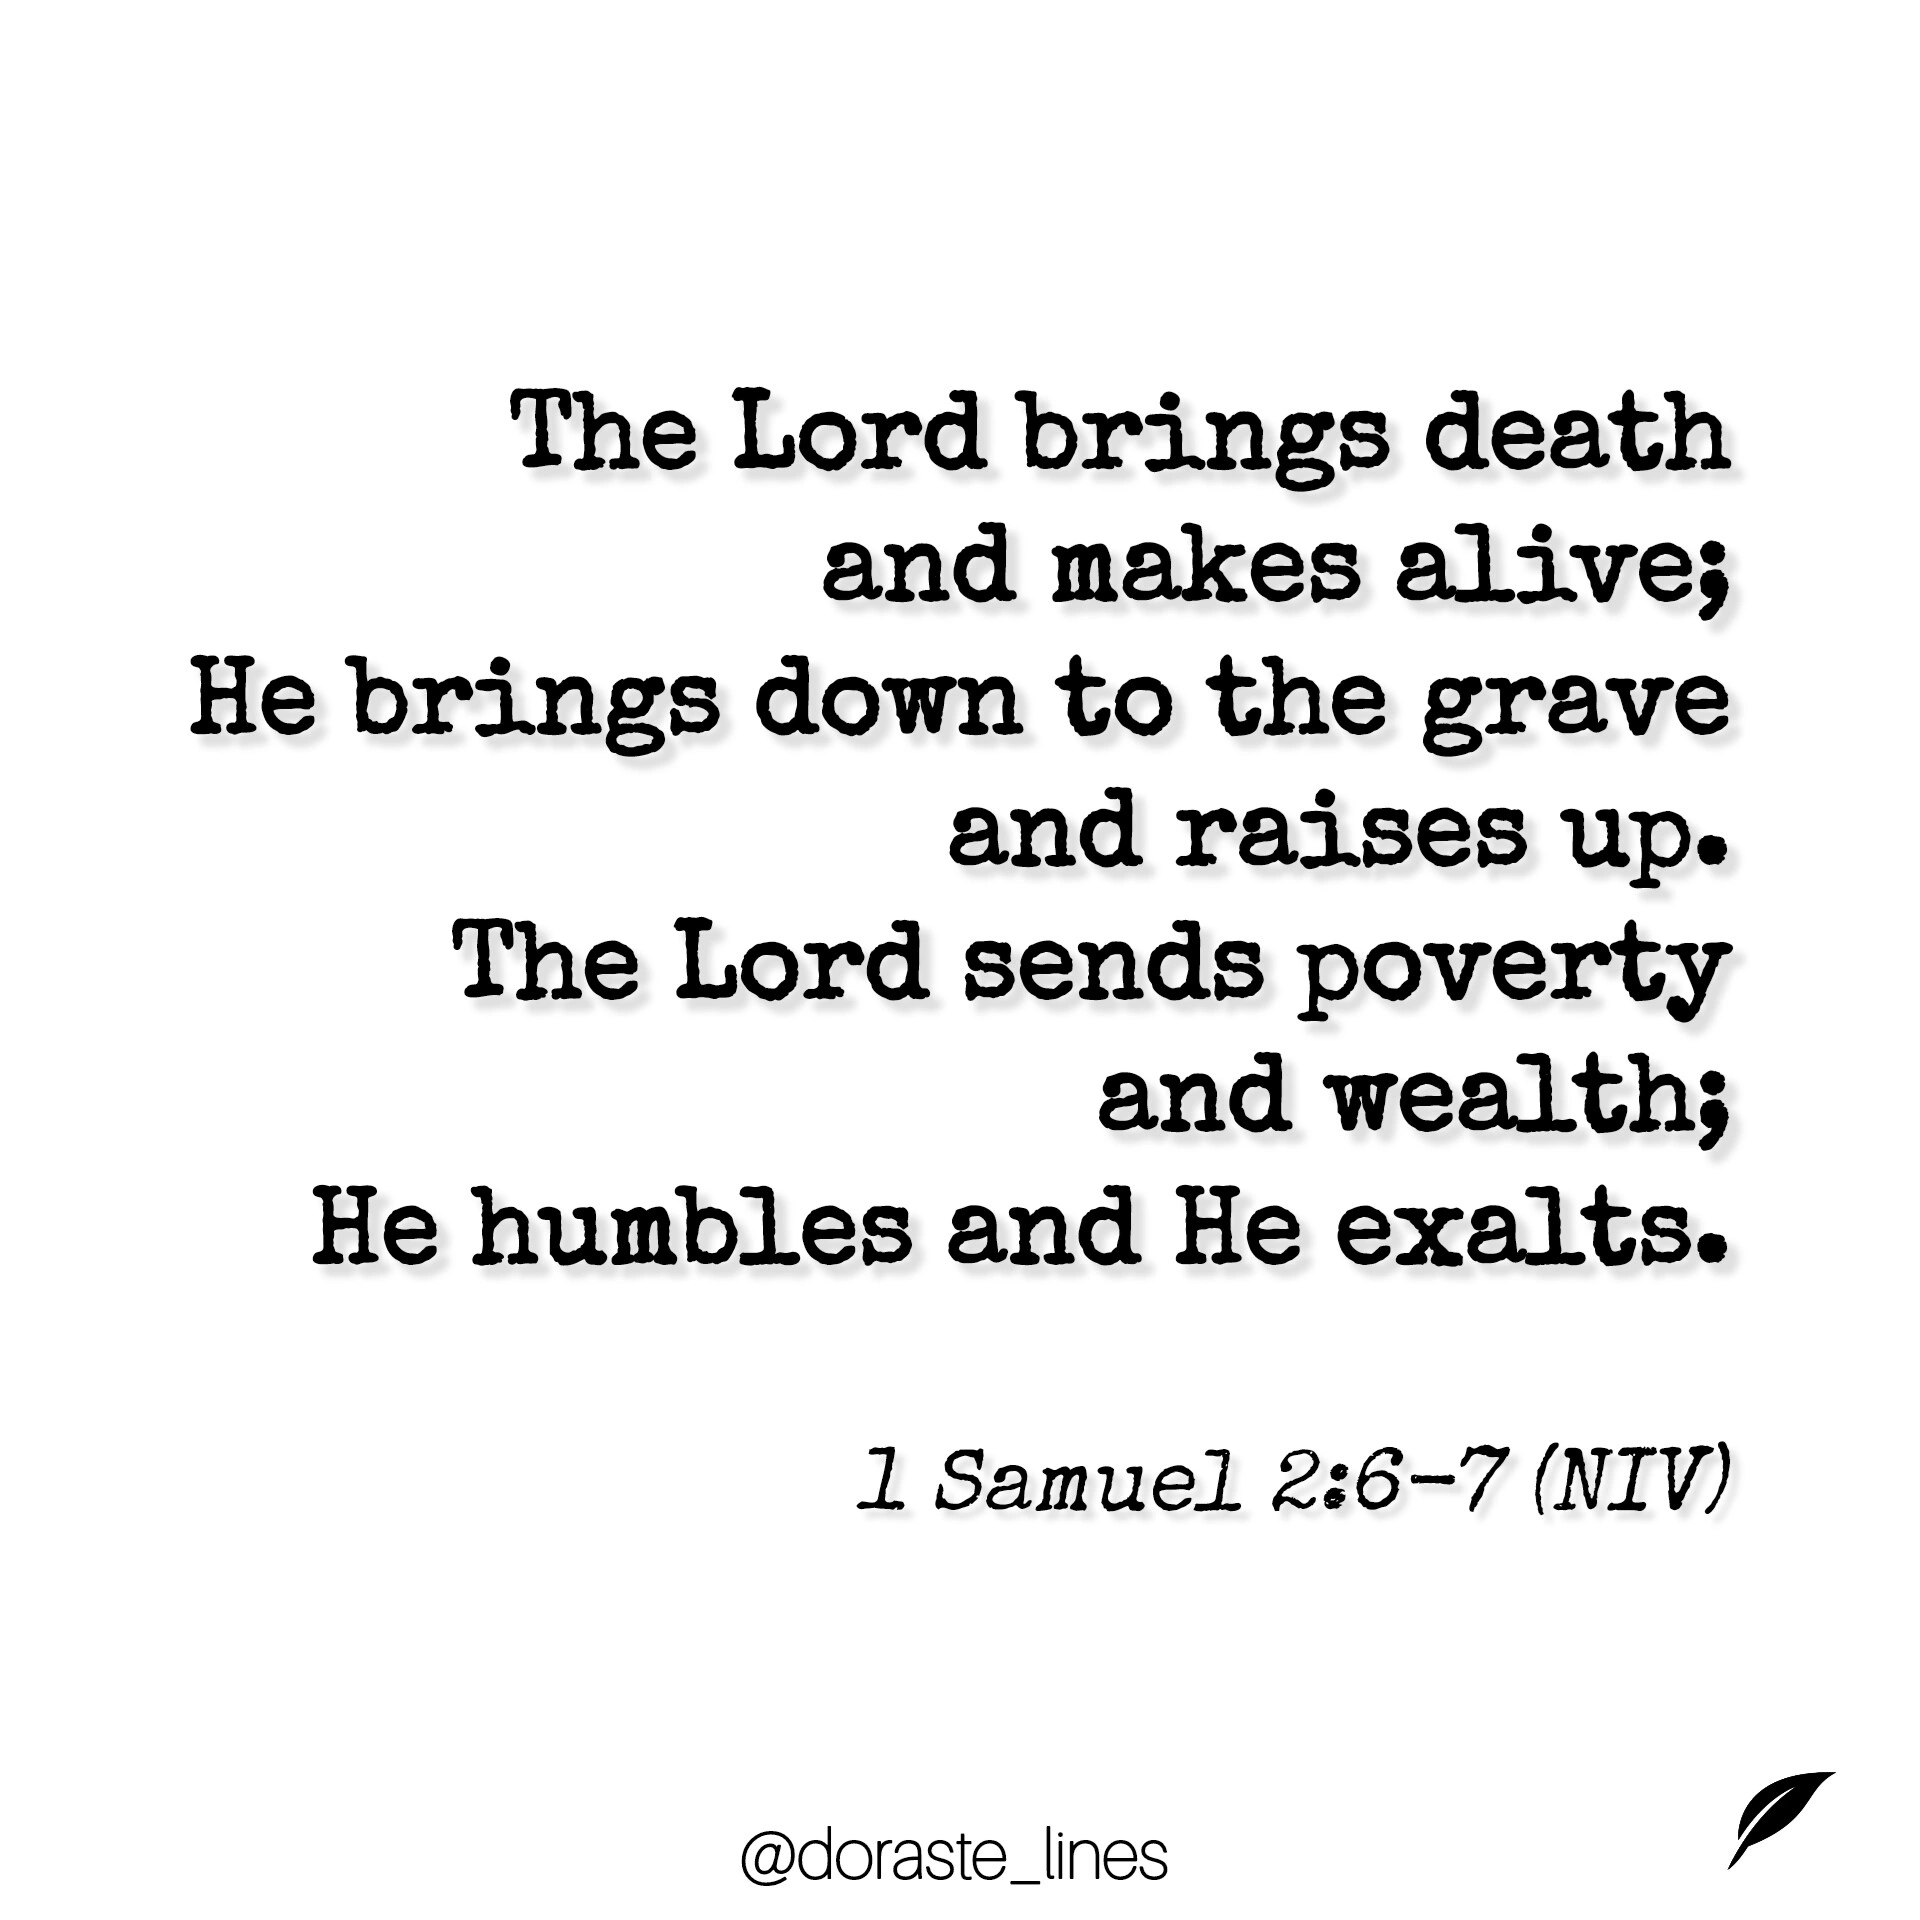 The Lord brings death
and makes alive;
He brings down to the grave
and raises up.
The Lord sends poverty
and wealth;
He humbles and He exalts.
1 Samuel 2:6-7 (NIV)
@doraste_lines